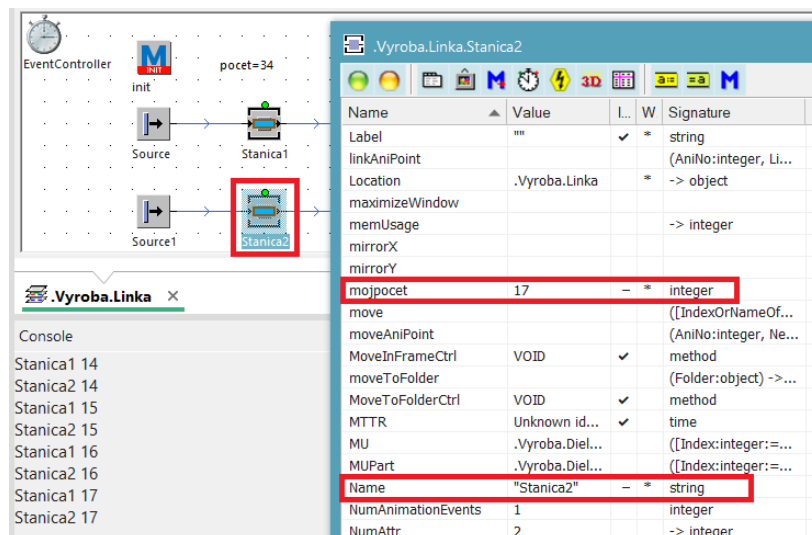 EventController
M
INIT
init
pocet=34
Source
Stanica1
Source1
Stanica2
.Vyroba.Linka ×
Console
Stanica1 14
Stanica2 14
Stanica1 15
Stanica2 15
Stanica1 16
Stanica2 16
Stanica1 17
Stanica2 17
.Vyroba.Linka.Stanica2
M 3D a:= =a M
Name Value I... W Signature
Label "" ✓ * string
linkAniPoint (AniNo:integer, Li...
Location .Vyroba.Linka * -> object
maximizeWindow
memUsage -> integer
mirrorX
mirrorY
mojpocet 17 – * integer
move ([IndexOrNameOf...
moveAniPoint (AniNo:integer, Ne...
MoveInFrameCtrl VOID ✓ method
moveToFolder (Folder:object) ->...
MoveToFolderCtrl VOID ✓ method
MTTR Unknown id... ✓ time
MU .Vyroba.Diel... ([Index:integer:=...
MUPart .Vyroba.Diel... ([Index:integer:=...
Name "Stanica2" – * string
NumAnimationEvents 1 integer
NumAttr 2 -> integer